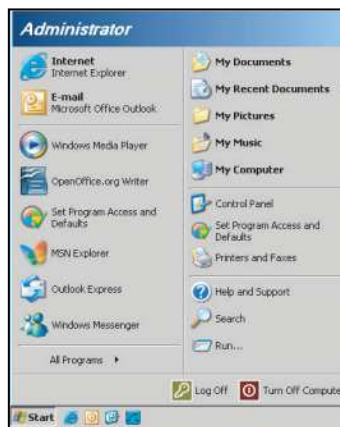 Administrator
Internet
Internet Explorer
E-mail
Microsoft Office Outlook
Windows Media Player
OpenOffice.org Writer
Set Program Access and
Defaults
MSN Explorer
Outlook Express
Windows Messenger
All Programs
My Documents
My Recent Documents
My Pictures
My Music
My Computer
Control Panel
Set Program Access and
Defaults
Printers and Faxes
Help and Support
Search
Run...
Log Off
Turn Off Compute
Start